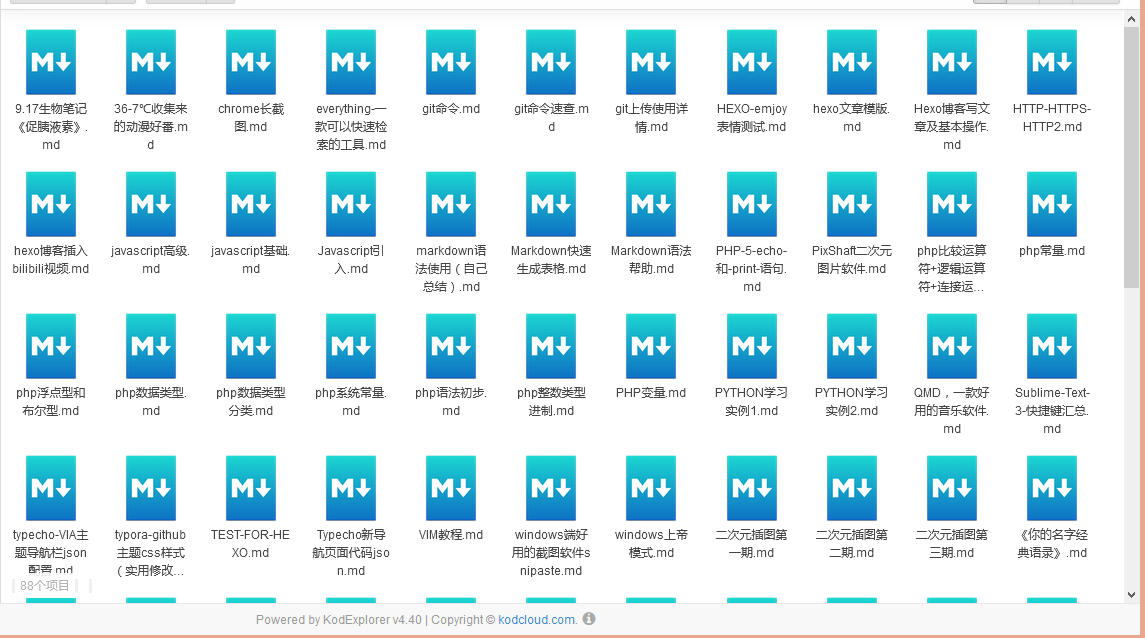 9.17生物笔记
《促胰液素》.
md
36-7℃收集来
的动漫好番.m
d
chrome长截
图.md
everything-一
款可以快速检
索的工具.md
git命令.md
git命令速查.m
d
git上传使用详
情.md
HEXO-emjoy
表情测试.md
hexo文章模版.
md
Hexo博客写文
章及基本操作.
md
HTTP-HTTPS-
HTTP2.md
hexo博客插入
bilibili视频.md
javascript高级.
md
javascript基础.
md
Javascript引
入.md
markdown语
法使用（自己
总结）.md
Markdown快速
生成表格.md
Markdown语法
帮助.md
PHP-5-echo-
和-print-语句.
md
PixShaft二次元
图片软件.md
php比较运算
符+逻辑运算
符+连接运...
php常量.md
php浮点型和
布尔型.md
php数据类型.
md
php数据类型
分类.md
php系统常量.
md
php语法初步.
md
php整数类型
进制.md
PHP变量.md
PYTHON学习
实例1.md
PYTHON学习
实例2.md
QMD，一款好
用的音乐软件.
md
Sublime-Text-
3-快捷键汇总.
md
typecho-VIA主
题导航栏json
配置.md
typora-github
主题css样式
（实用修改...
TEST-FOR-HE
XO.md
Typecho新导
航页面代码jso
n.md
VIM教程.md
windows端好
用的截图软件s
nipaste.md
windows上帝
模式.md
二次元插图第
一期.md
二次元插图第
二期.md
二次元插图第
三期.md
《你的名字经
典语录》.md
88个项目
Powered by KodExplorer v4.40 | Copyright © kodcloud.com.